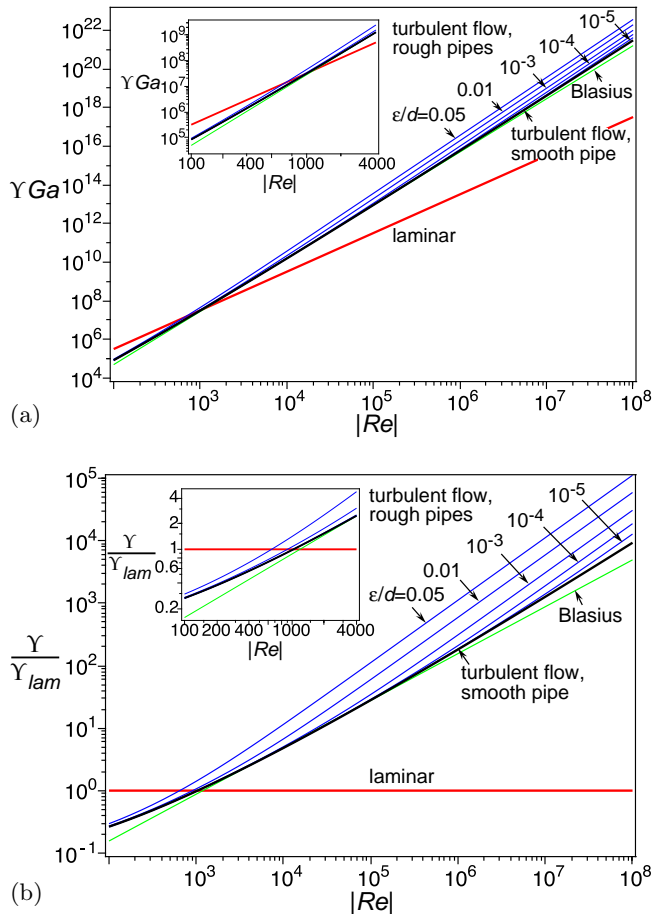 10^22
10^20
10^18
10^16
10^14
10^12
10^10
10^8
10^6
10^4
ΥGa
10^9
10^8
10^7
10^6
10^5
ΥGa
100 400 1000 4000
|Re|
turbulent flow,
rough pipes
10^-5
10^-4
10^-3
0.01
ε/d=0.05
Blasius
turbulent flow,
smooth pipe
laminar
10^3 10^4 10^5 10^6 10^7 10^8
|Re|
(a)
10^5
10^4
10^3
10^2
10^1
10^0
10^-1
Υ
Υlam
4
2
1
0.6
0.2
Υ
Υlam
100 200 400 1000 4000
|Re|
turbulent flow,
rough pipes
10^-5
10^-4
10^-3
0.01
ε/d=0.05
Blasius
turbulent flow,
smooth pipe
laminar
10^3 10^4 10^5 10^6 10^7 10^8
|Re|
(b)